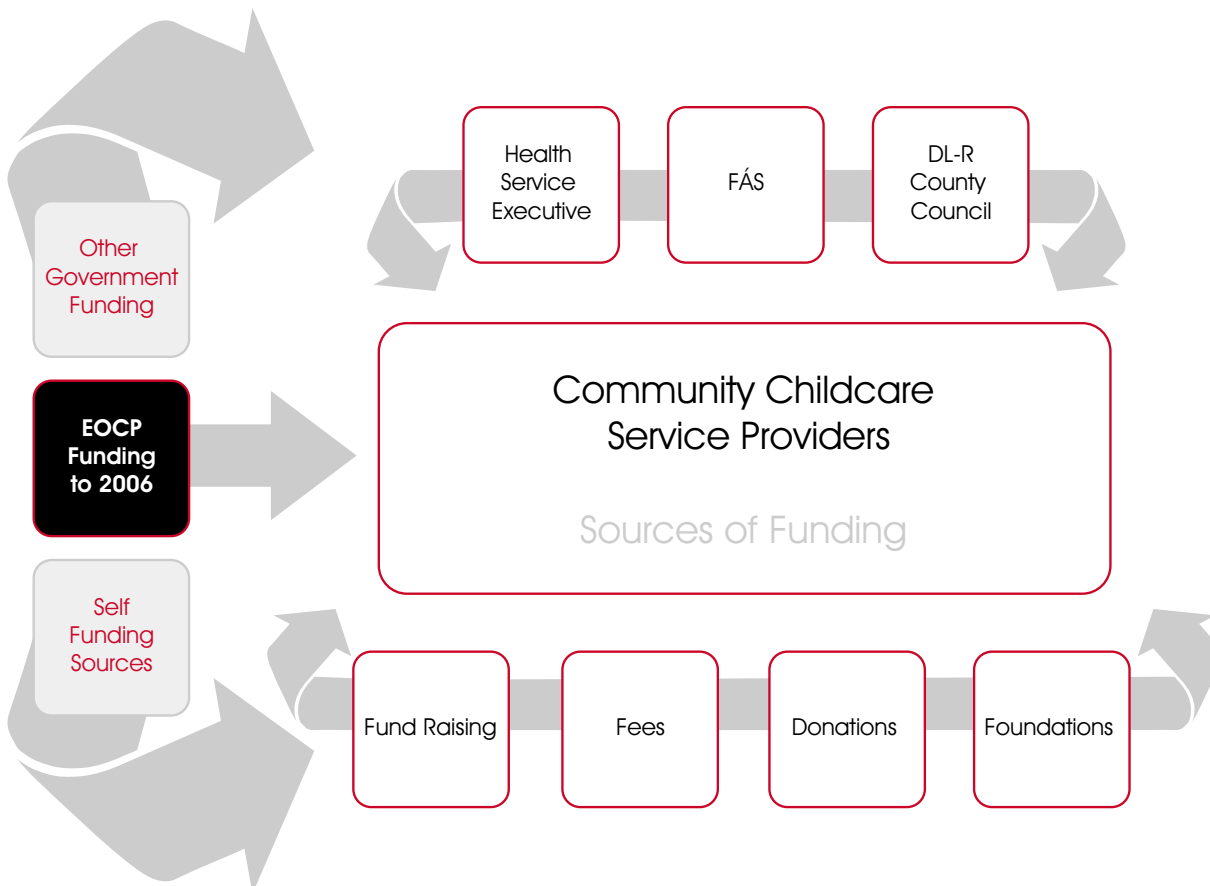 Health
Service
Executive
FÁS
DL-R
County
Council
Other
Government
Funding
EOCP
Funding
to 2006
Community Childcare
Service Providers
Sources of Funding
Self
Funding
Sources
Fund Raising
Fees
Donations
Foundations